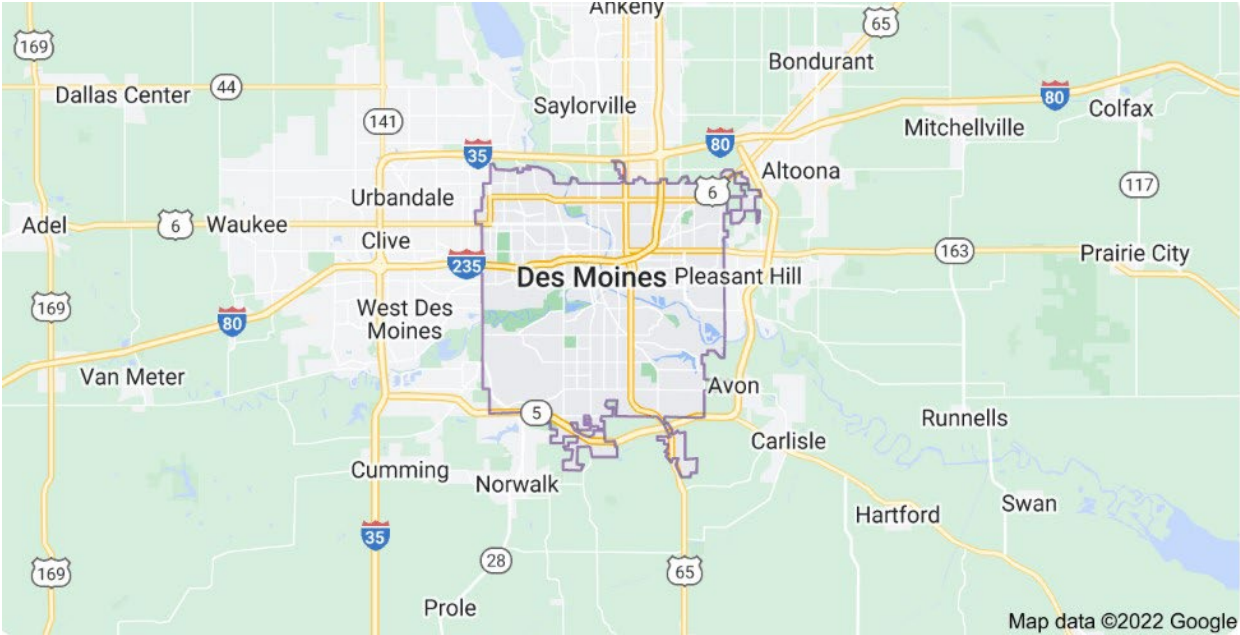 Ankeny
65
169
Bondurant
Dallas Center
44
80
Saylorville
Colfax
141
Mitchellville
35
80
Altoona
117
Urbandale
6
Adel
6
Waukee
Clive
163
Prairie City
235
Des Moines
Pleasant Hill
169
West Des
Moines
80
Van Meter
Avon
5
Runnells
Carlisle
Cumming
Norwalk
Swan
Hartford
35
28
65
169
Prole
Map data ©2022 Google